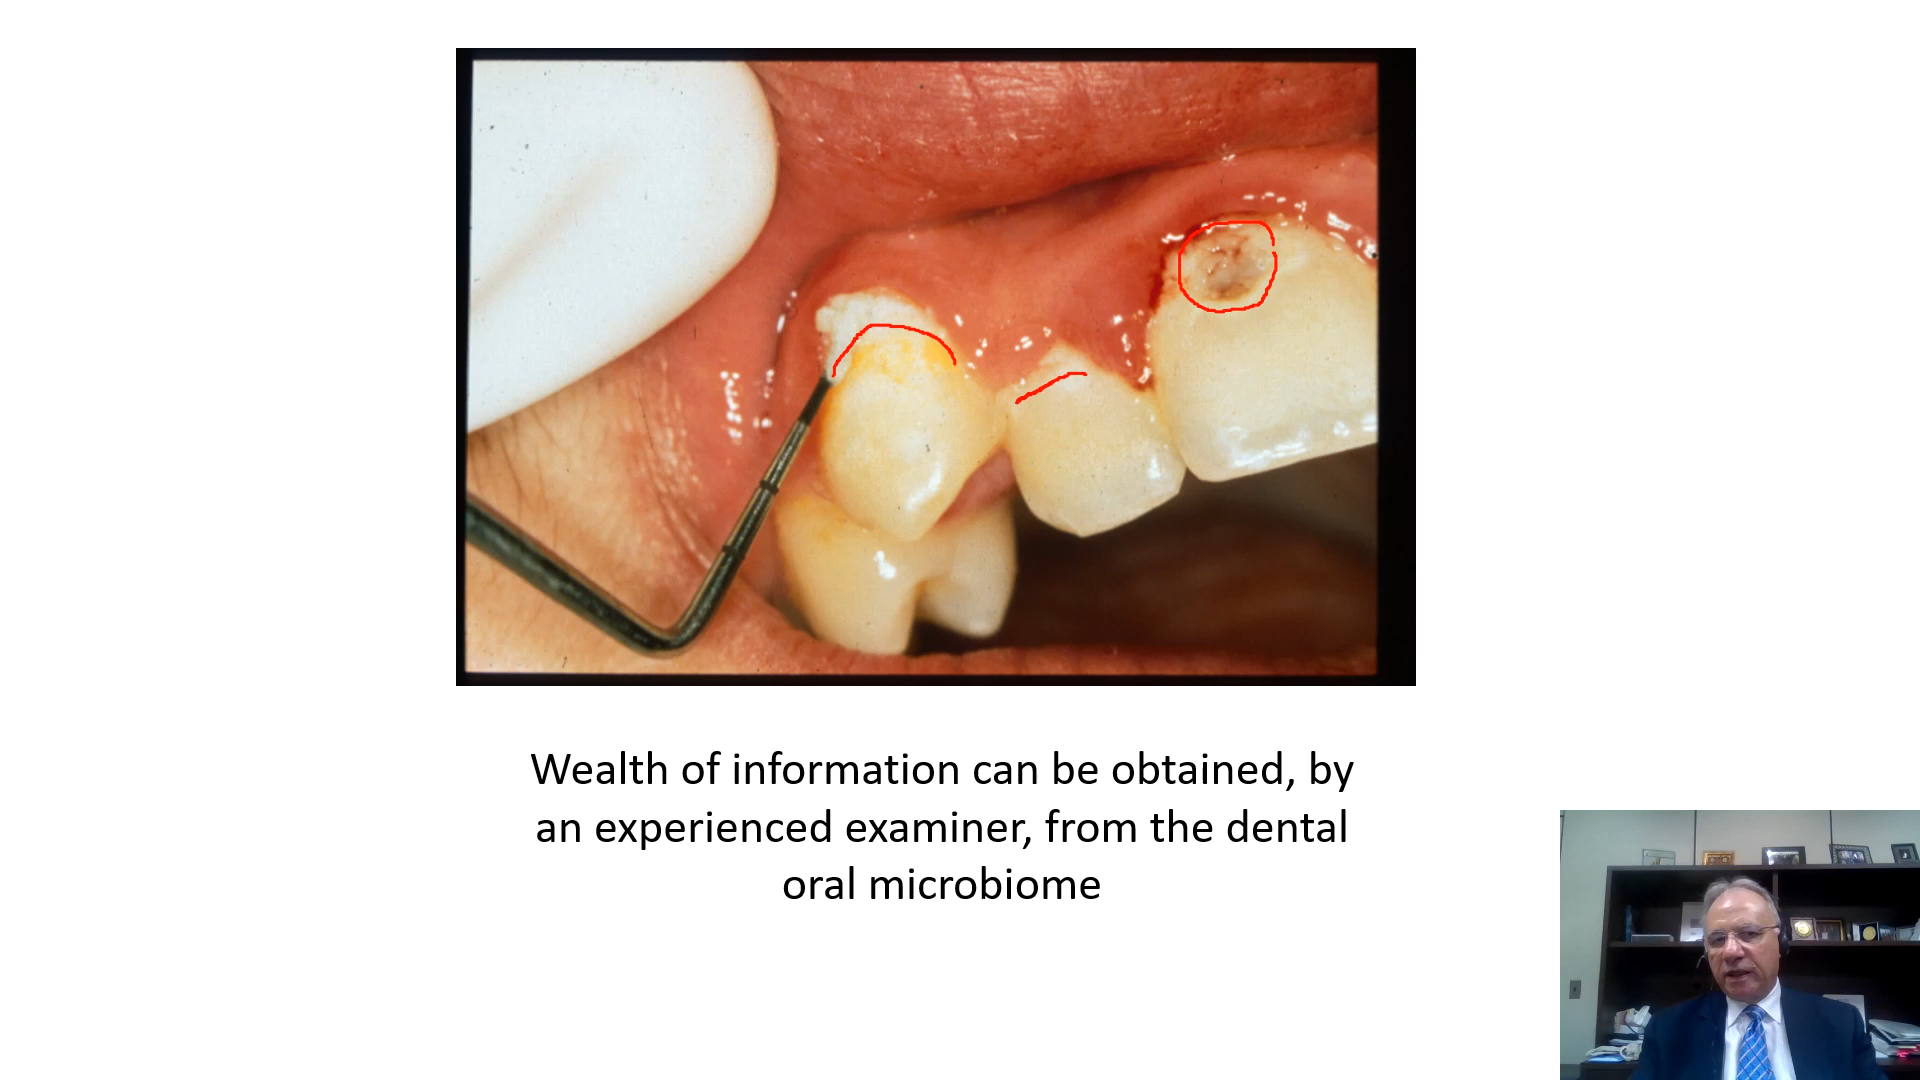 Wealth of information can be obtained, by
an experienced examiner, from the dental
oral microbiome